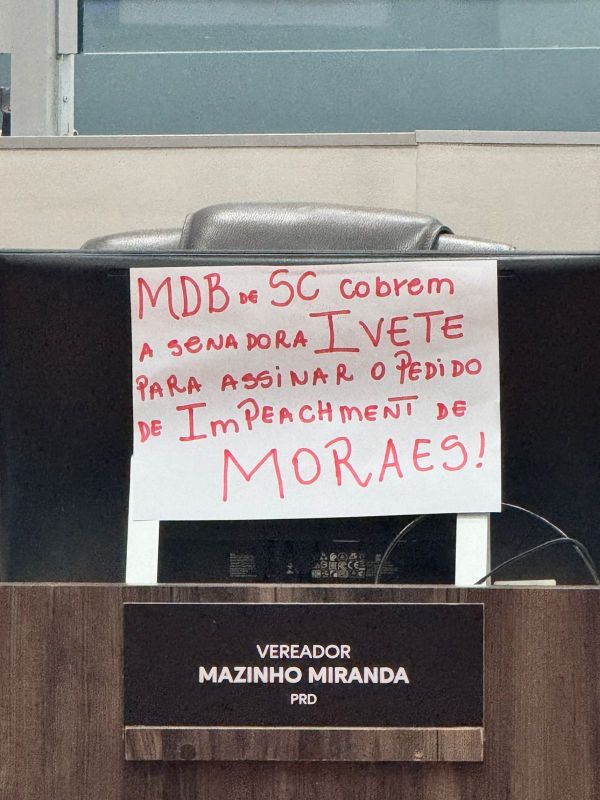 MDB DE SC cobrem
A SENADORA IVETE
PARA ASSINAR O PEDIDO
DE ImPEACHMENT DE
MORAES!
VEREADOR
MAZINHO MIRANDA
PRD